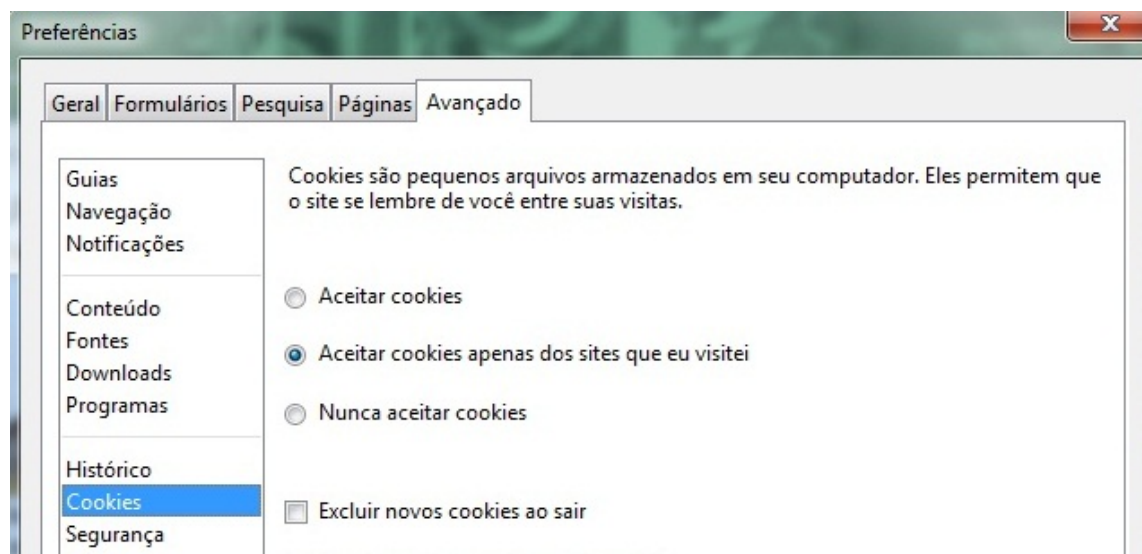 Preferências
Geral Formulários Pesquisa Páginas Avançado
Guias
Navegação
Notificações
Conteúdo
Fontes
Downloads
Programas
Histórico
Cookies
Segurança
Cookies são pequenos arquivos armazenados em seu computador. Eles permitem que
o site se lembre de você entre suas visitas.
Aceitar cookies
Aceitar cookies apenas dos sites que eu visitei
Nunca aceitar cookies
Excluir novos cookies ao sair